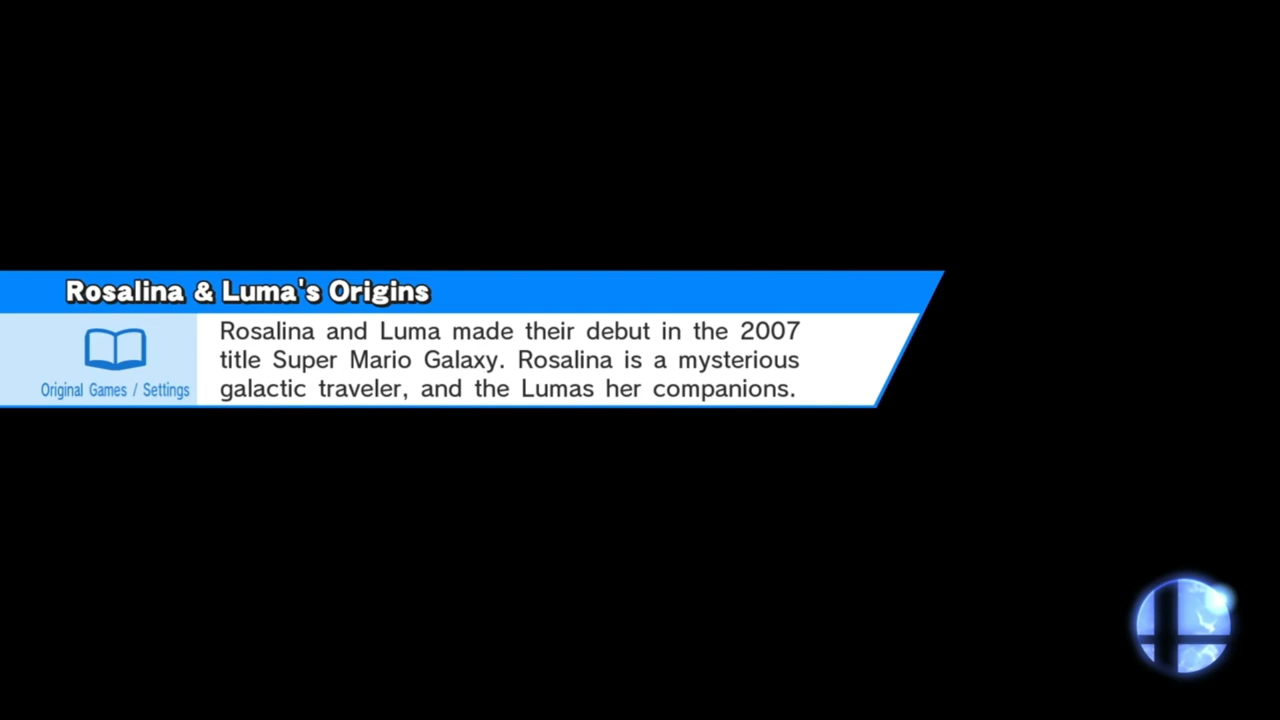 Rosalina & Luma's Origins
Original Games / Settings
Rosalina and Luma made their debut in the 2007
title Super Mario Galaxy. Rosalina is a mysterious
galactic traveler, and the Lumas her companions.